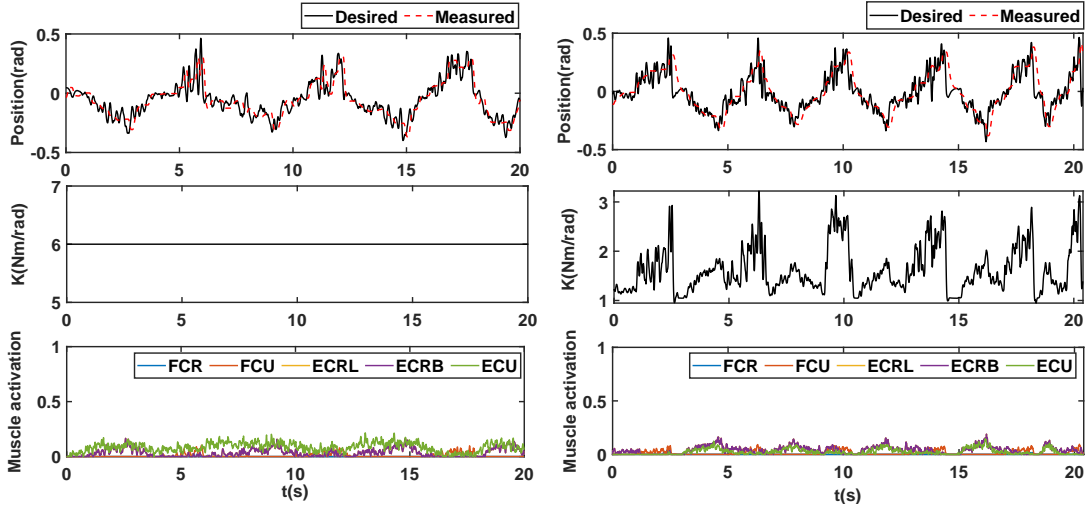 Desired Measured
Position(rad)
0.5
0
-0.5
0 5 10 15 20
K(Nm/rad)
7
6
5
0 5 10 15 20
Muscle activation
1
0.5
0
FCR FCU ECRL ECRB ECU
0 5 10 15 20
t(s)
Desired Measured
Position(rad)
0.5
0
-0.5
0 5 10 15 20
K(Nm/rad)
3
2
1
0 5 10 15 20
Muscle activation
1
0.5
0
FCR FCU ECRL ECRB ECU
0 5 10 15 20
t(s)